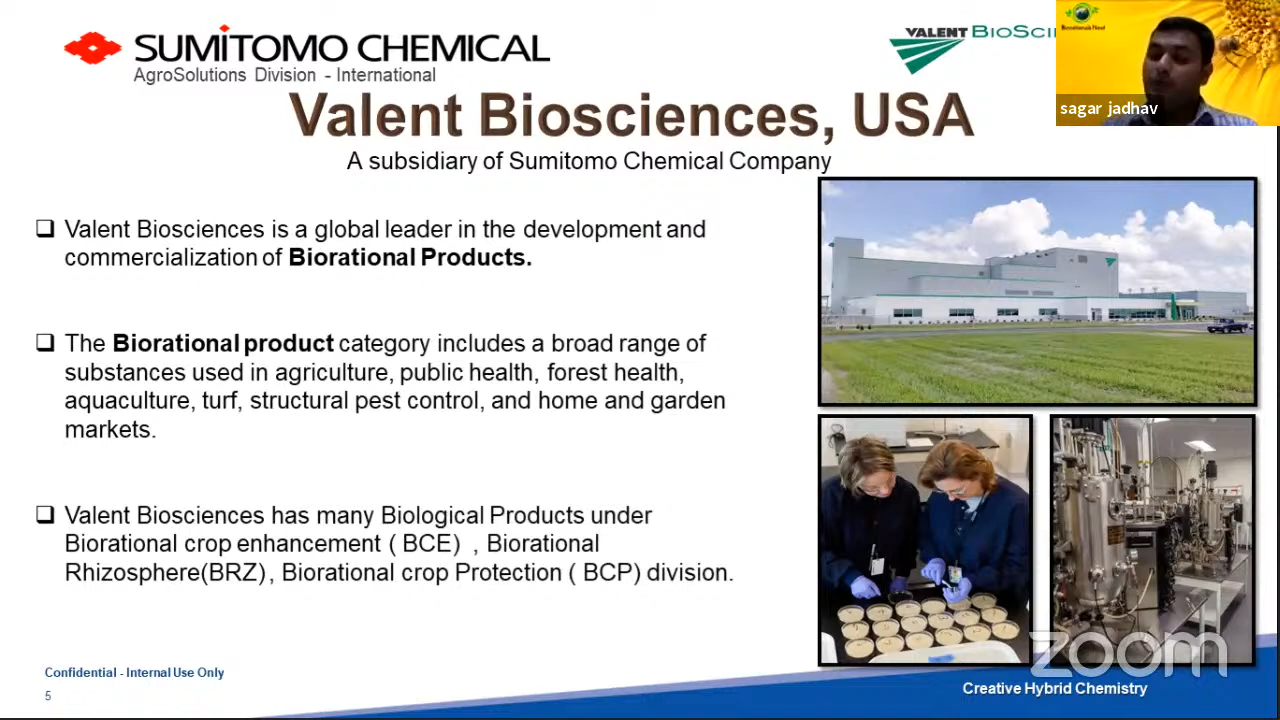 SUMITOMO CHEMICAL
AgroSolutions Division - International
VALENT BIOSCI
Valent Biosciences, USA
A subsidiary of Sumitomo Chemical Company
sagar jadhav
Valent Biosciences is a global leader in the development and
commercialization of Biorational Products.
The Biorational product category includes a broad range of
substances used in agriculture, public health, forest health,
aquaculture, turf, structural pest control, and home and garden
markets.
Valent Biosciences has many Biological Products under
Biorational crop enhancement ( BCE) , Biorational
Rhizosphere(BRZ), Biorational crop Protection ( BCP) division.
zoom
Confidential - Internal Use Only
5
Creative Hybrid Chemistry